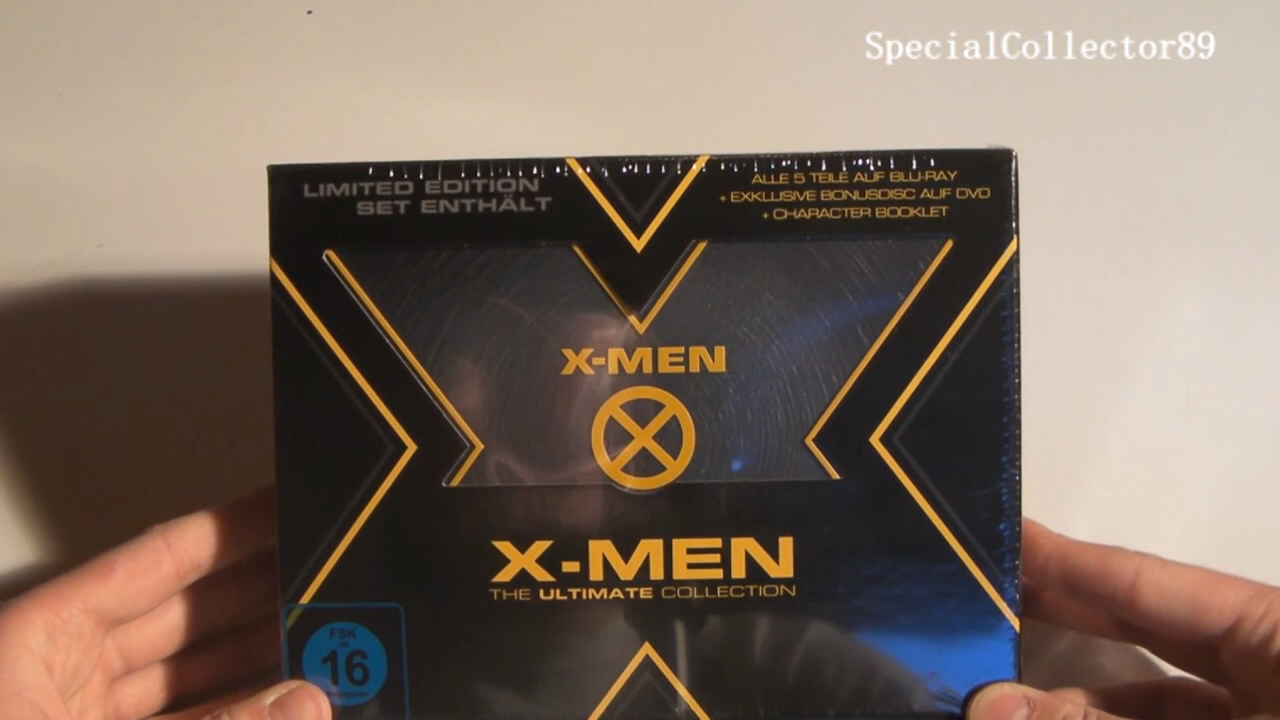 SpecialCollector89
LIMITED EDITION
SET ENTHÄLT
ALLE 5 TEILE AUF BLU-RAY
+ EXKLUSIVE BONUSDISC AUF DVD
+ CHARACTER BOOKLET
X-MEN
X-MEN
THE ULTIMATE COLLECTION
FSK
ab
16